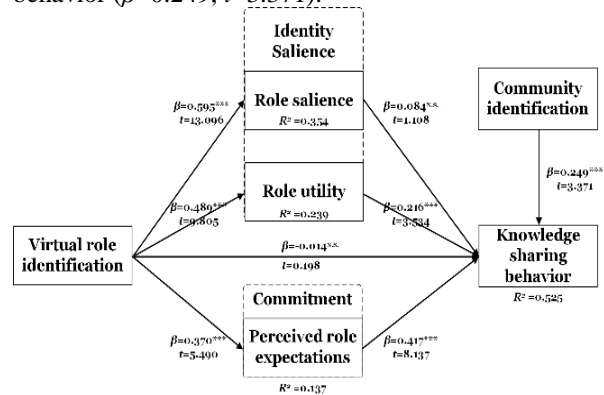 behavior (β=0.249, t=3.371).
Identity
Salience
Role salience
R² =0.354
β=0.595***
t=13.096
β=0.084n.s.
t=1.108
Community
identification
β=0.249***
t=3.371
Role utility
R² =0.239
β=0.489***
t=9.805
β=0.216***
t=3.534
Virtual role
identification
β=-0.014n.s.
t=0.198
Knowledge
sharing
behavior
R² =0.525
Commitment
Perceived role
expectations
R² =0.137
β=0.370***
t=5.490
β=0.417***
t=8.137